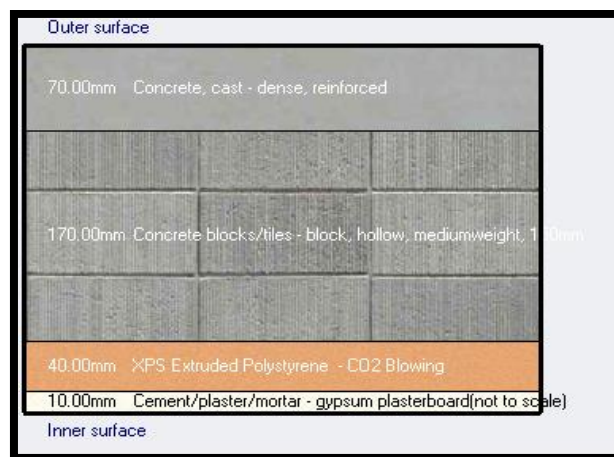 Outer surface
70.00mm Concrete, cast - dense, reinforced
170.00mm Concrete blocks/tiles - block, hollow, mediumweight,
40.00mm XPS Extruded Polystyrene - CO2 Blowing
10.00mm Cement/plaster/mortar - gypsum plasterboard(not to scale)
Inner surface